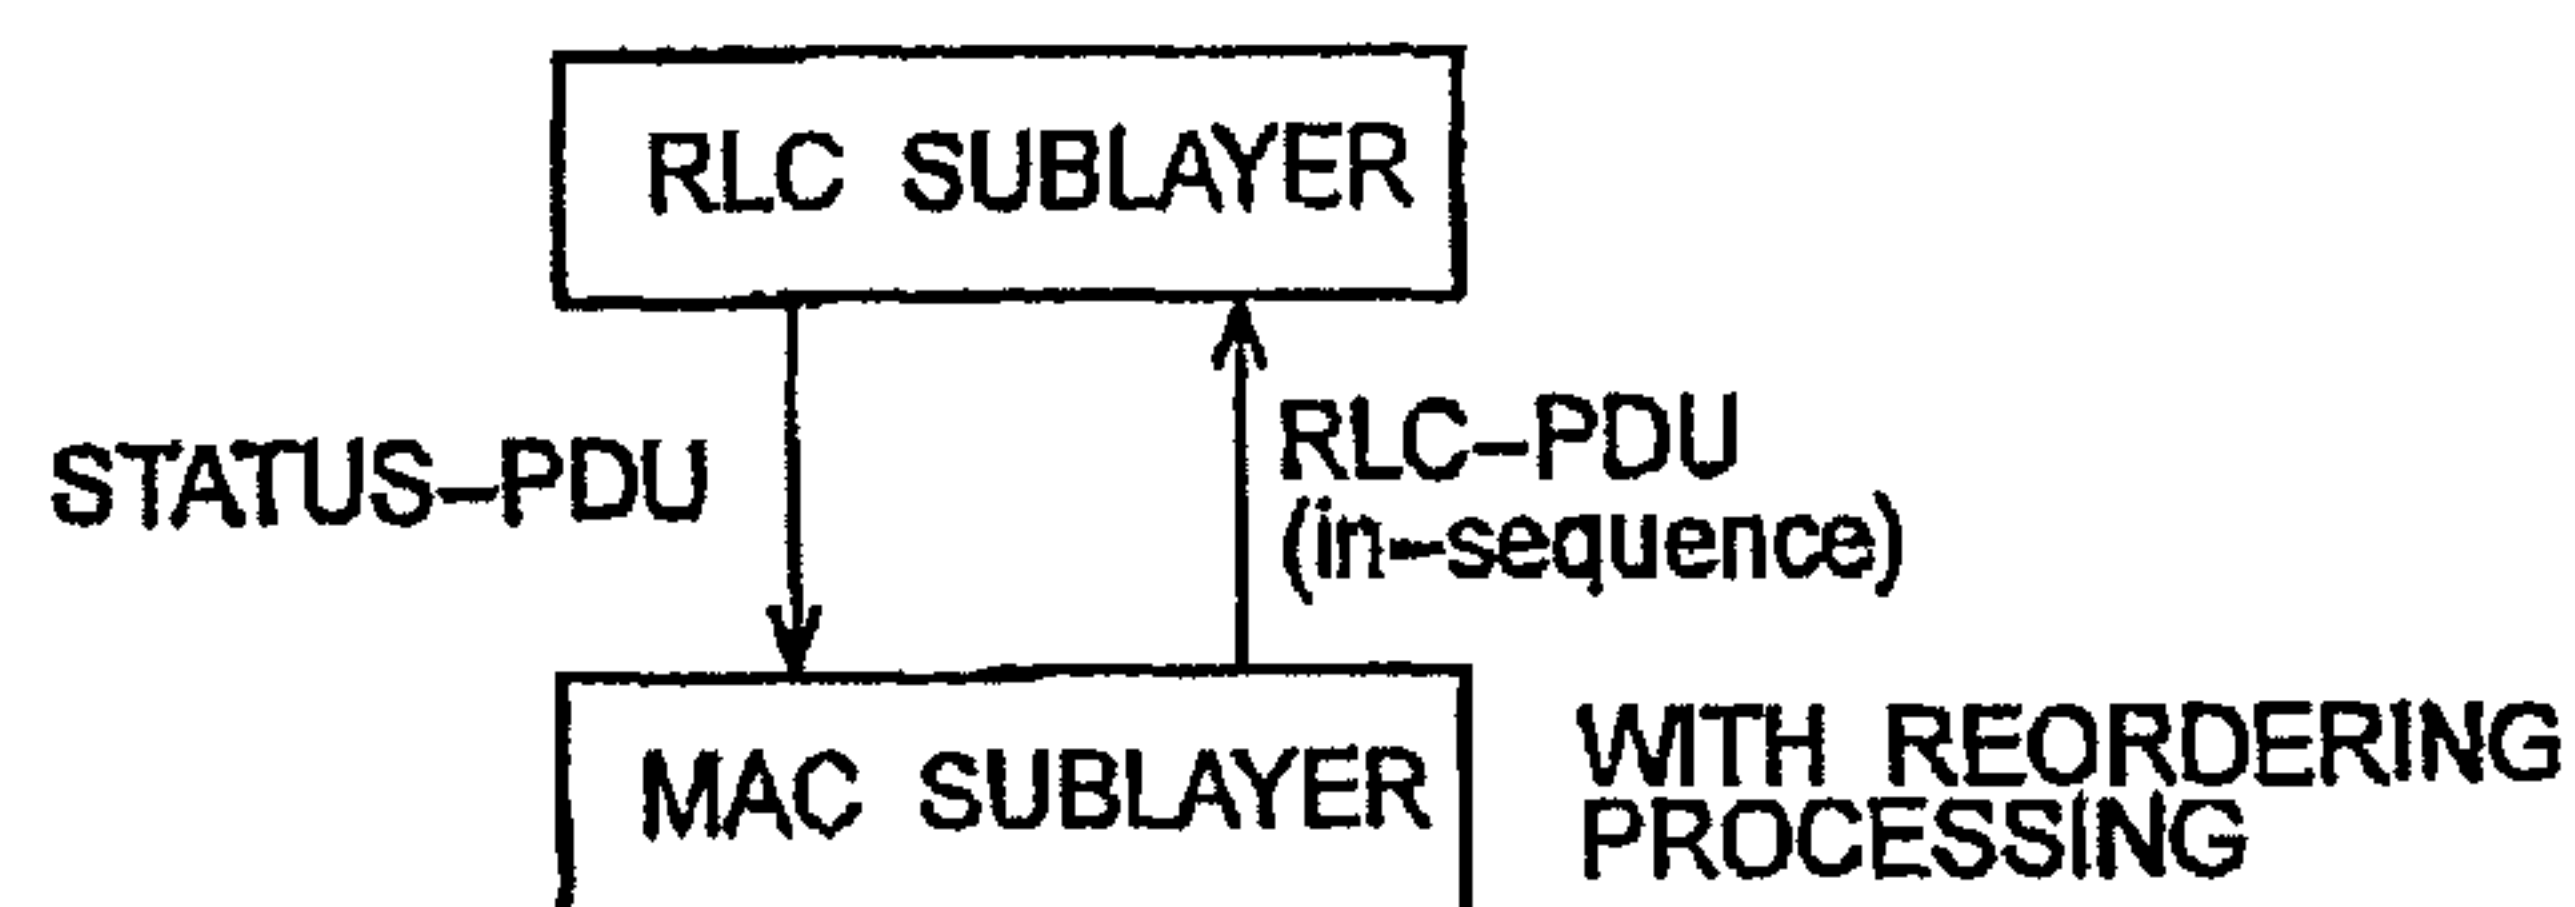 RLC SUBLAYER
STATUS-PDU
RLC-PDU
(in-sequence)
MAC SUBLAYER
WITH REORDERING
PROCESSING